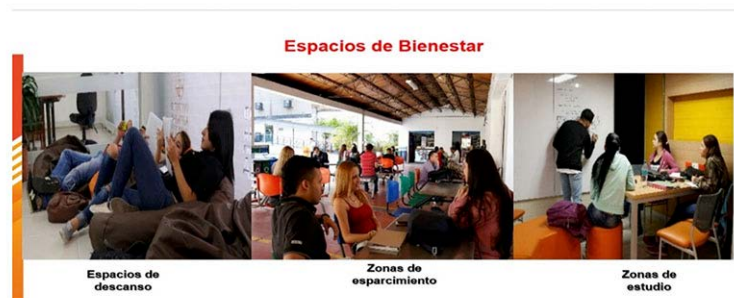 Espacios de Bienestar
Espacios de
descanso
Zonas de
esparcimiento
Zonas de
estudio